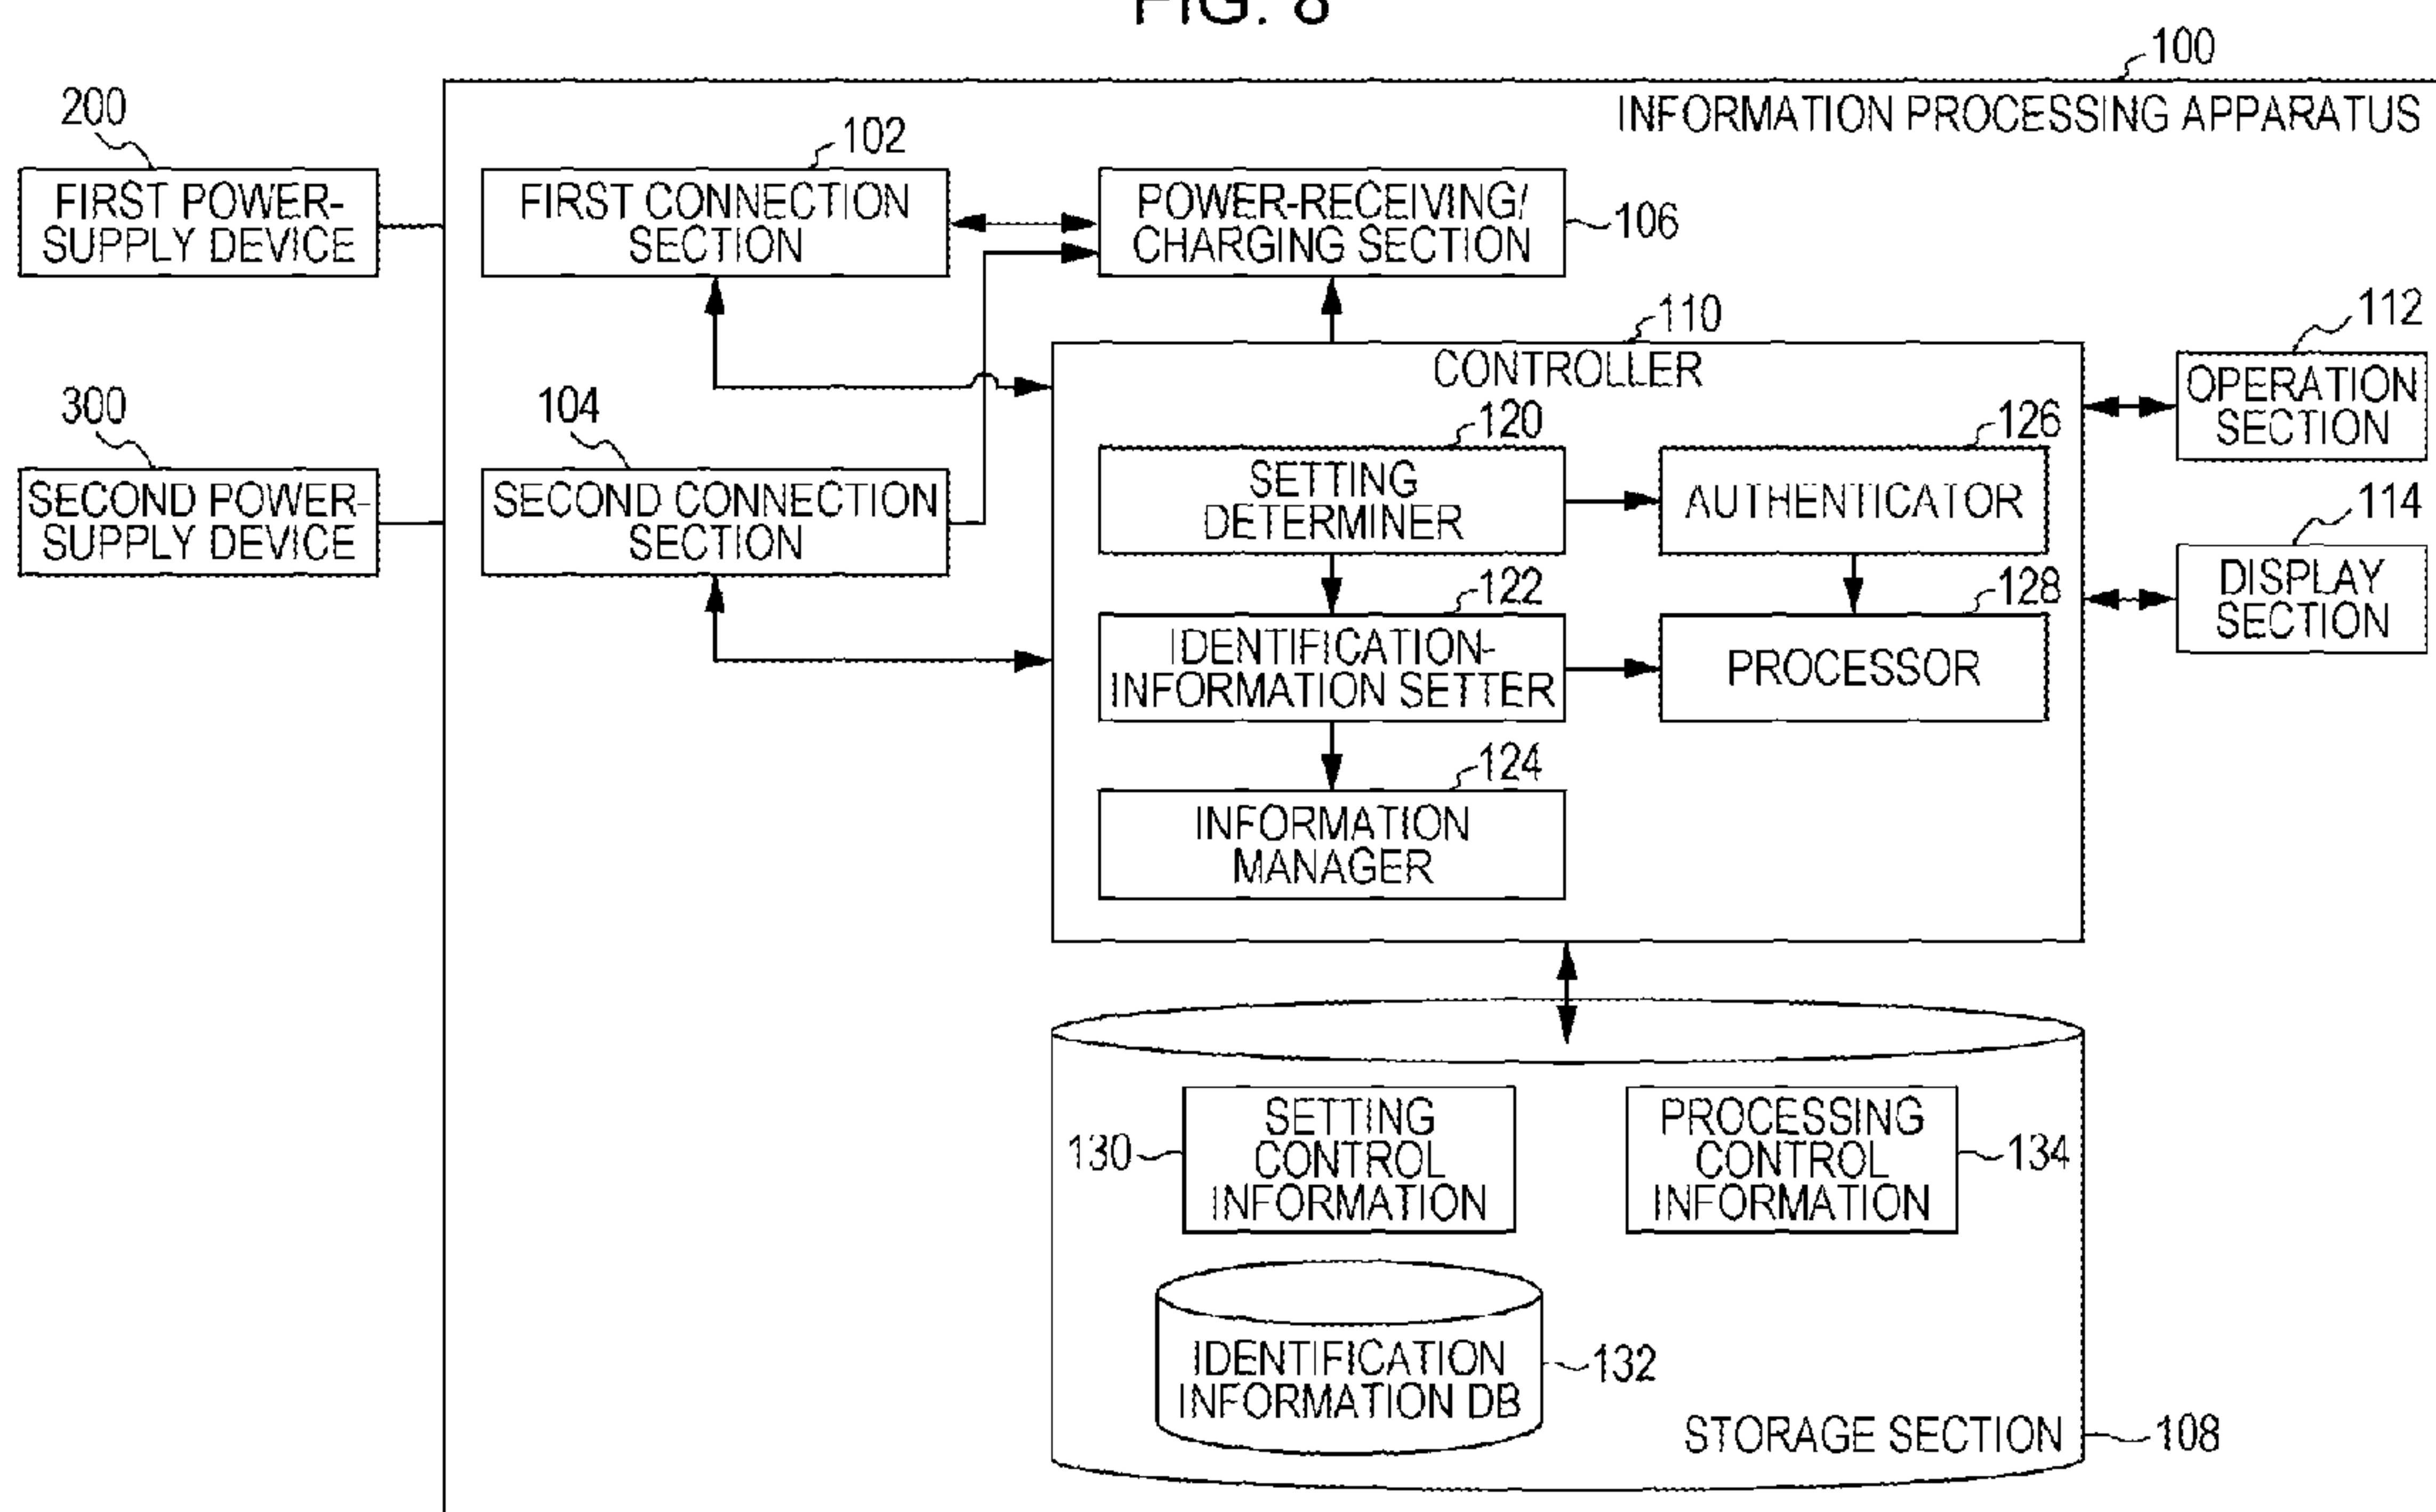 FIG. 8
100
INFORMATION PROCESSING APPARATUS
200
FIRST POWER-
SUPPLY DEVICE
102
FIRST CONNECTION
SECTION
POWER-RECEIVING/
CHARGING SECTION
106
300
SECOND POWER-
SUPPLY DEVICE
104
SECOND CONNECTION
SECTION
110
CONTROLLER
120
SETTING
DETERMINER
126
AUTHENTICATOR
122
IDENTIFICATION-
INFORMATION SETTER
128
PROCESSOR
124
INFORMATION
MANAGER
112
OPERATION
SECTION
114
DISPLAY
SECTION
130
SETTING
CONTROL
INFORMATION
PROCESSING
CONTROL
INFORMATION
134
IDENTIFICATION
INFORMATION DB
132
STORAGE SECTION
108